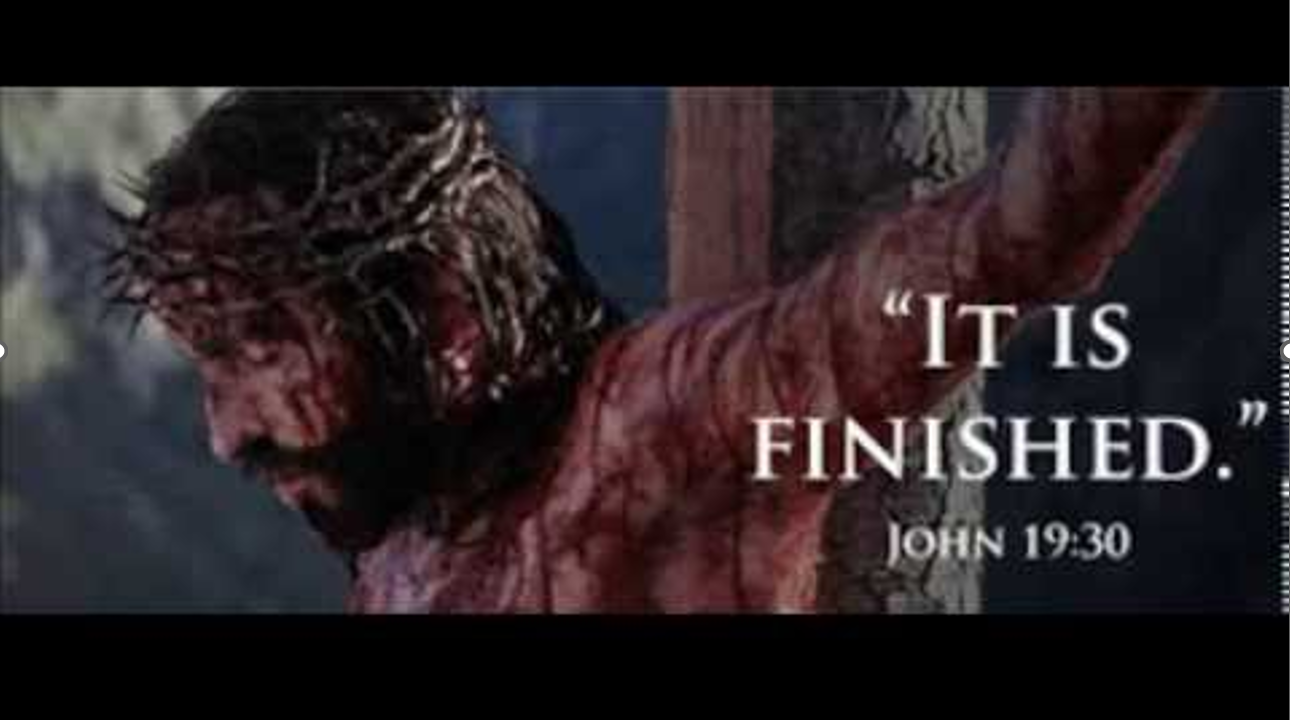 “It is
finished.”
John 19:30